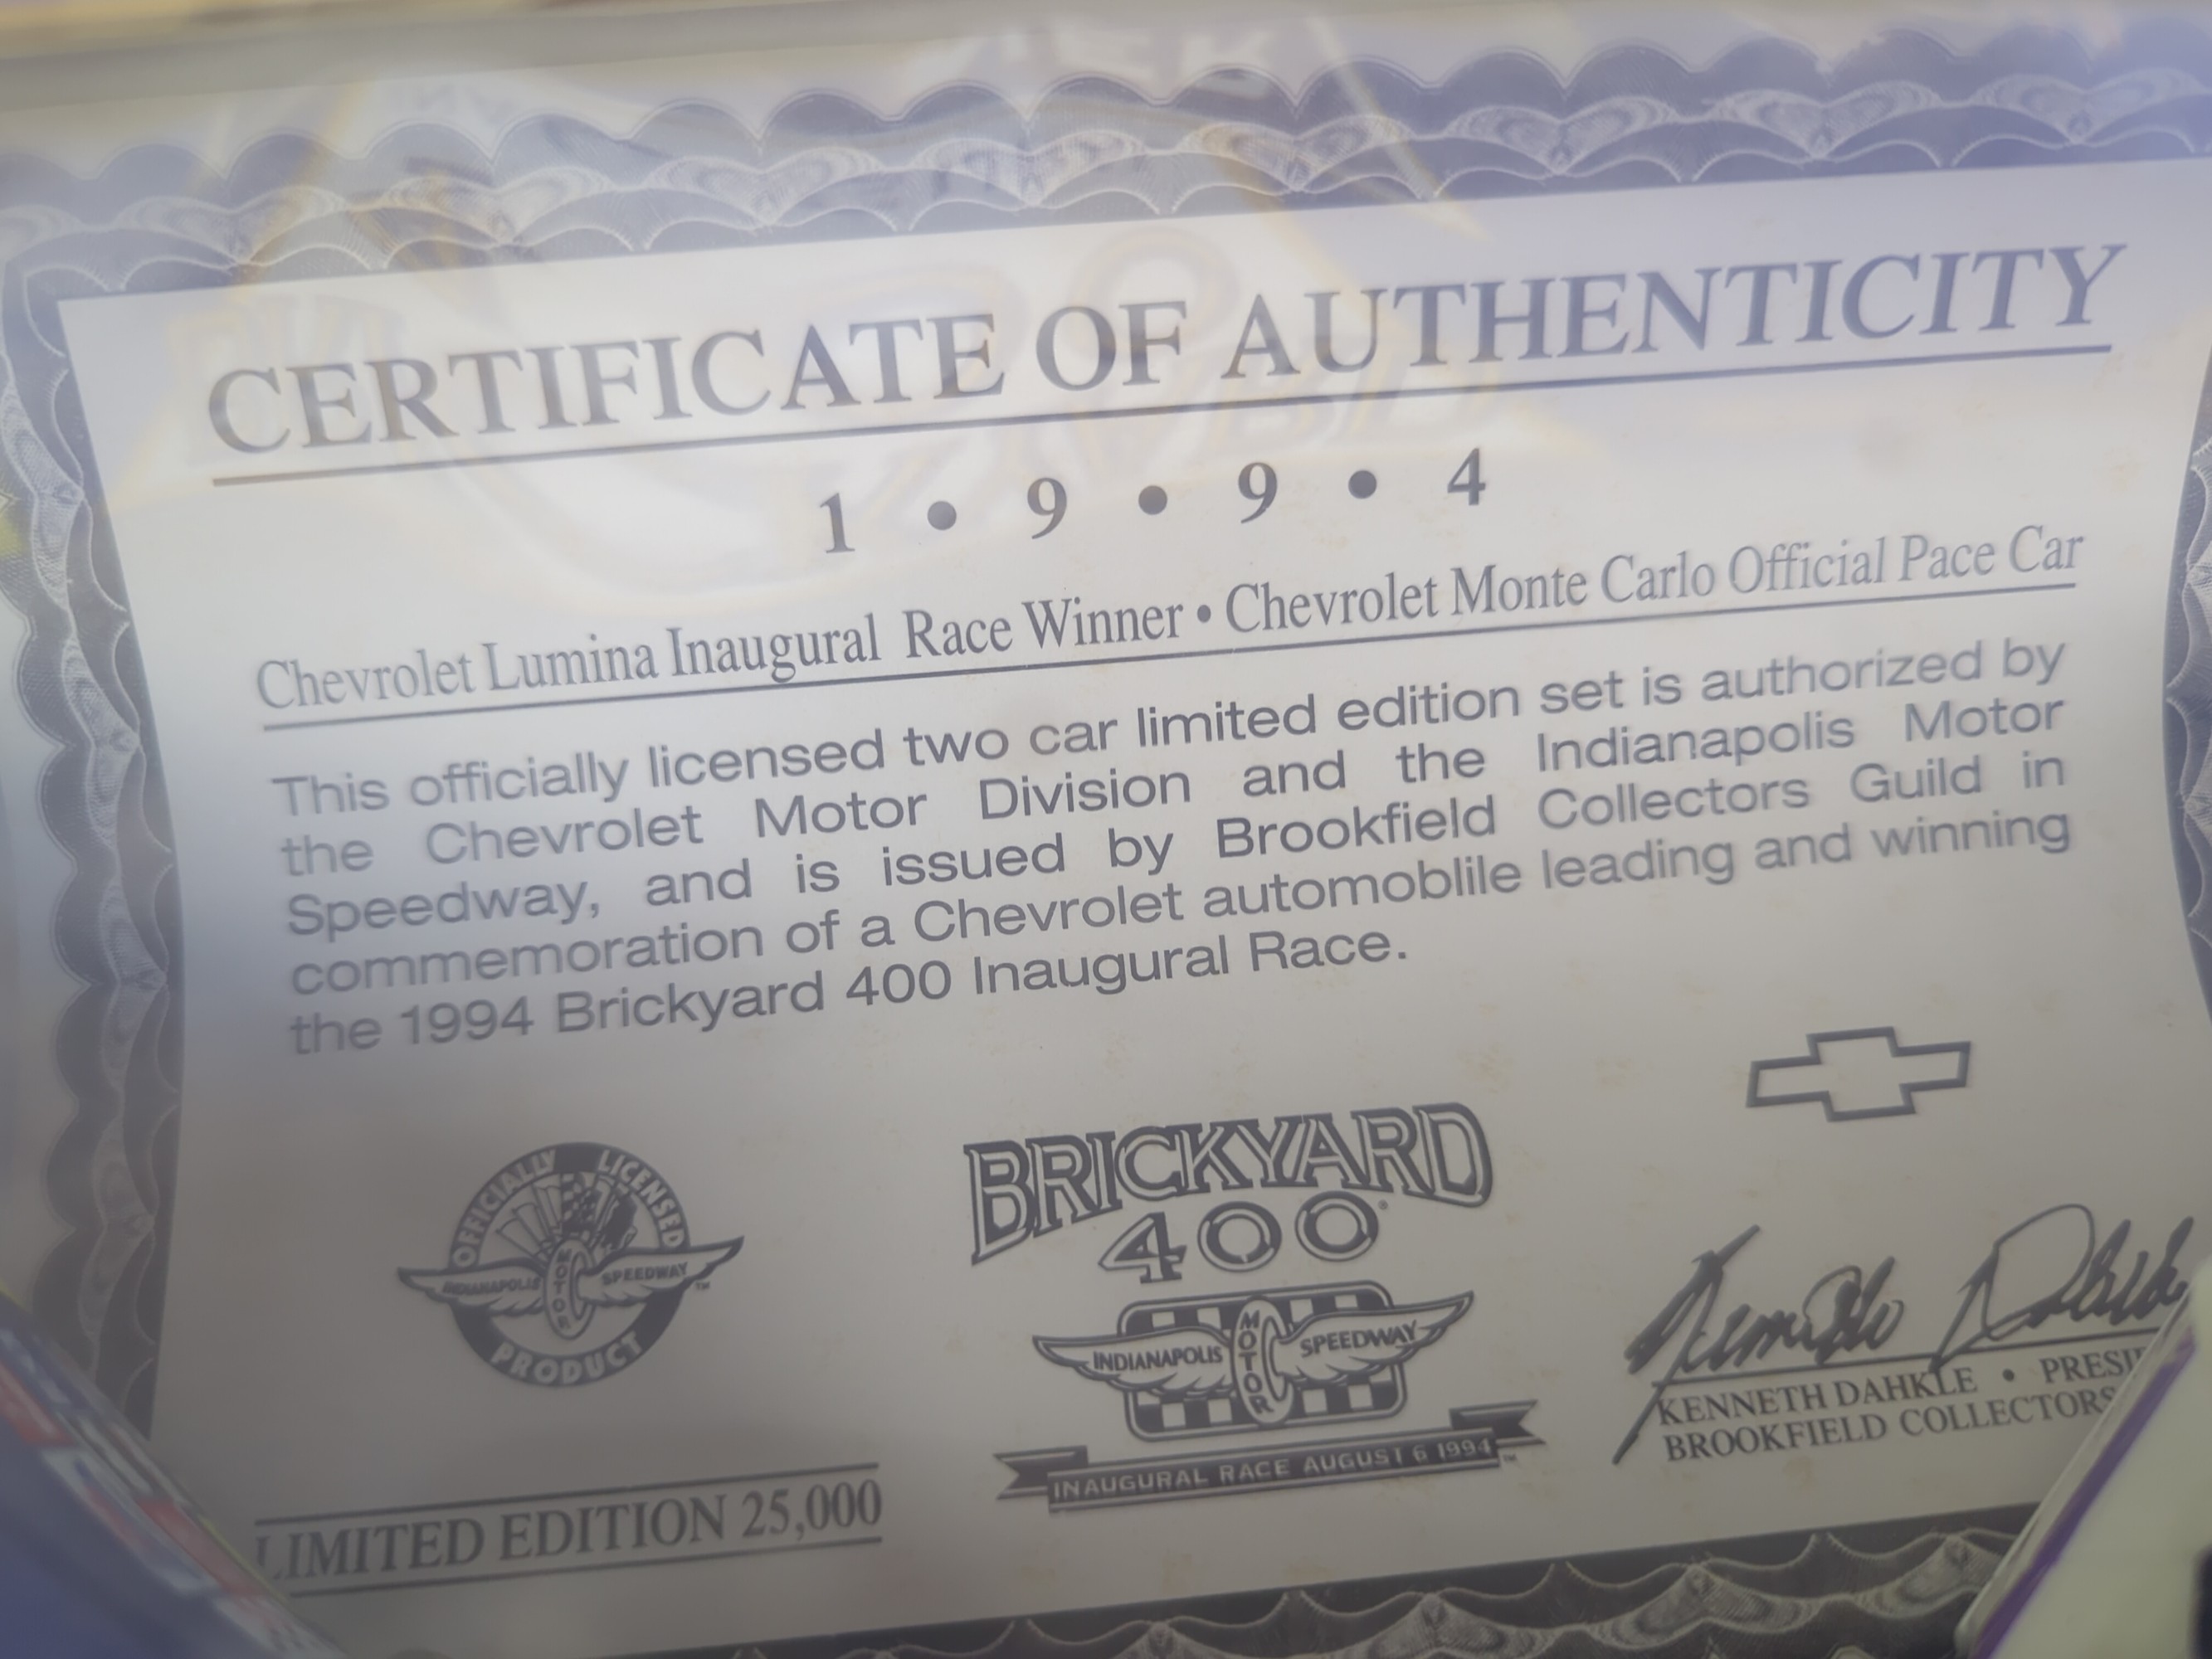 CERTIFICATE OF AUTHENTICITY
1 • 9 • 9 • 4
Chevrolet Lumina Inaugural Race Winner • Chevrolet Monte Carlo Official Pace Car
This officially licensed two car limited edition set is authorized by
the Chevrolet Motor Division and the Indianapolis Motor
Speedway, and is issued by Brookfield Collectors Guild in
commemoration of a Chevrolet automoblile leading and winning
the 1994 Brickyard 400 Inaugural Race.
OFFICIALLY LICENSED
INDIANAPOLIS MOTOR SPEEDWAY™
PRODUCT
BRICKYARD
400
INDIANAPOLIS MOTOR SPEEDWAY
INAUGURAL RACE AUGUST 6 1994™
KENNETH DAHKLE • PRESI
BROOKFIELD COLLECTORS
LIMITED EDITION 25,000